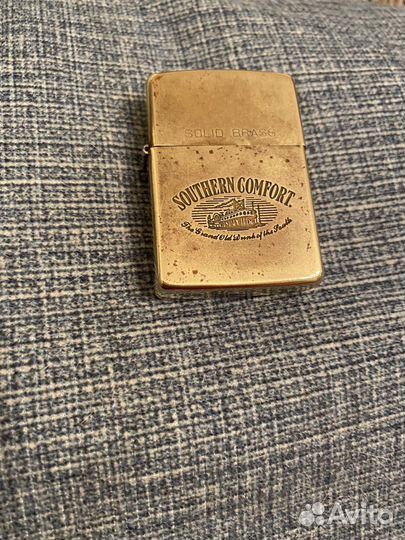 SOLID BRASS
SOUTHERN COMFORT
The Grand Old Drink of the South
Avito